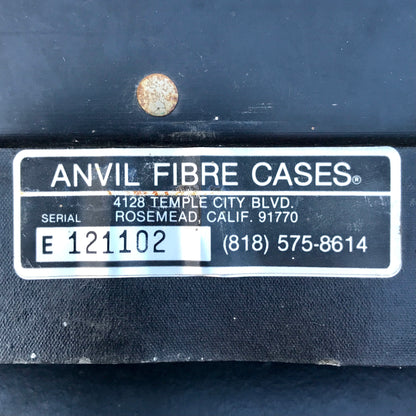 ANVIL FIBRE CASES®
4128 TEMPLE CITY BLVD.
SERIAL ROSEMEAD, CALIF. 91770
E 121102 (818) 575-8614